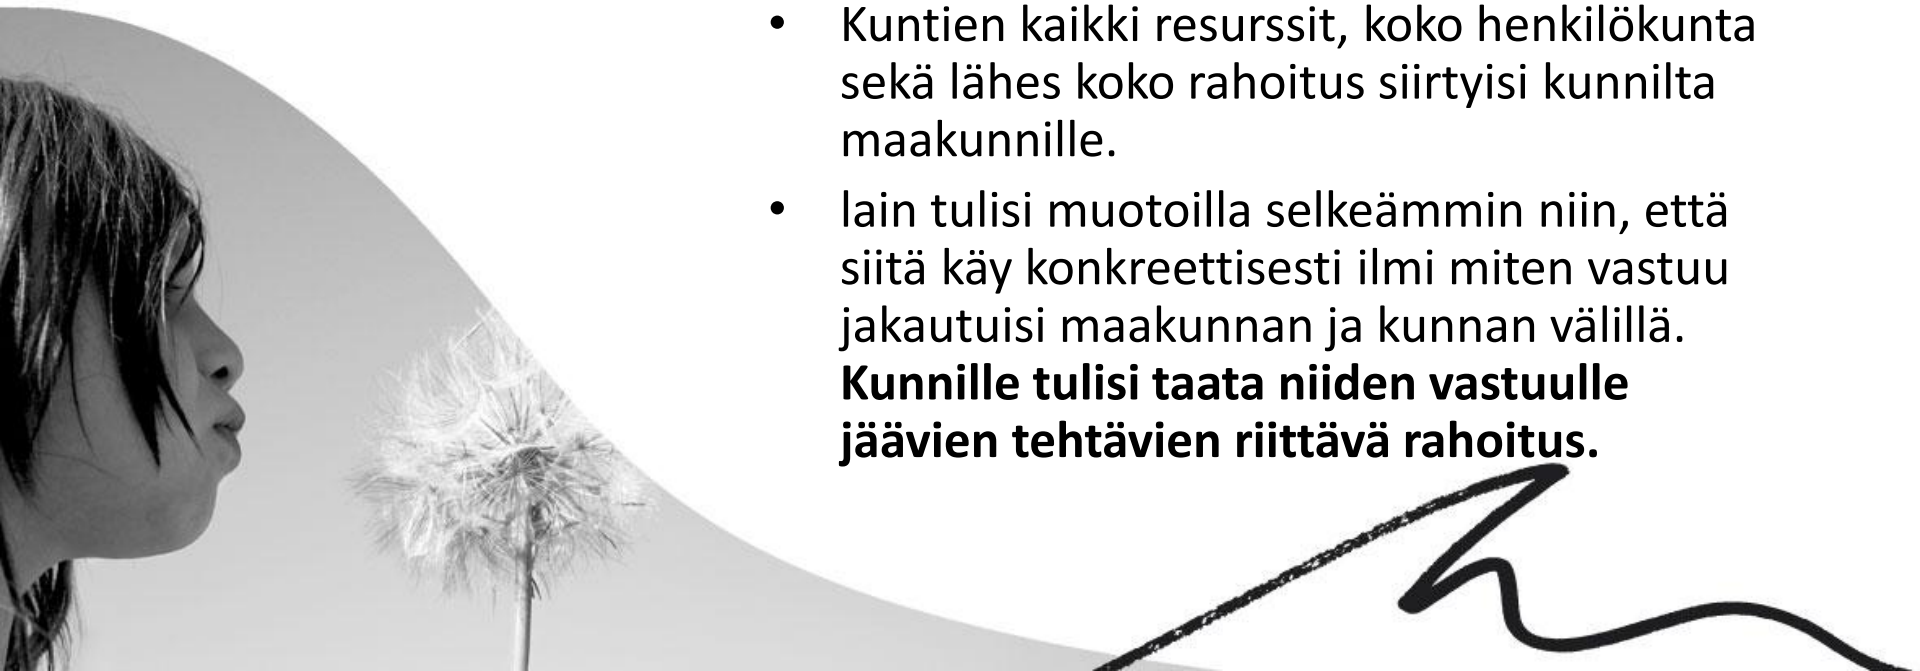 • Kuntien kaikki resurssit, koko henkilökunta
sekä lähes koko rahoitus siirtyisi kunnilta
maakunnille.
• lain tulisi muotoilla selkeämmin niin, että
siitä käy konkreettisesti ilmi miten vastuu
jakautuisi maakunnan ja kunnan välillä.
Kunnille tulisi taata niiden vastuulle
jäävien tehtävien riittävä rahoitus.